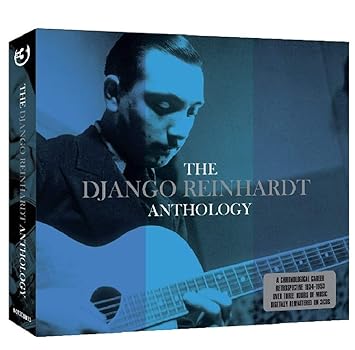 3
THE DJANGO REINHARDT ANTHOLOGY
THE
DJANGO REINHARDT
ANTHOLOGY
A CHRONOLOGICAL CAREER
RETROSPECTIVE 1934-1953
OVER THREE HOURS OF MUSIC
DIGITALLY REMASTERED ON 3CDS